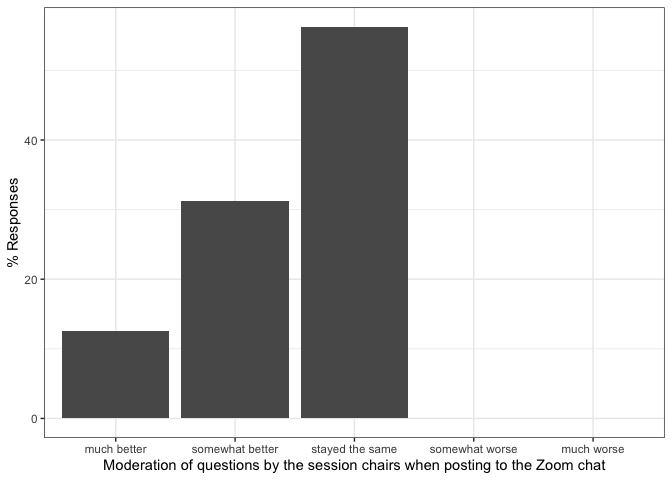 % Responses
40
20
0
much better somewhat better stayed the same somewhat worse much worse
Moderation of questions by the session chairs when posting to the Zoom chat